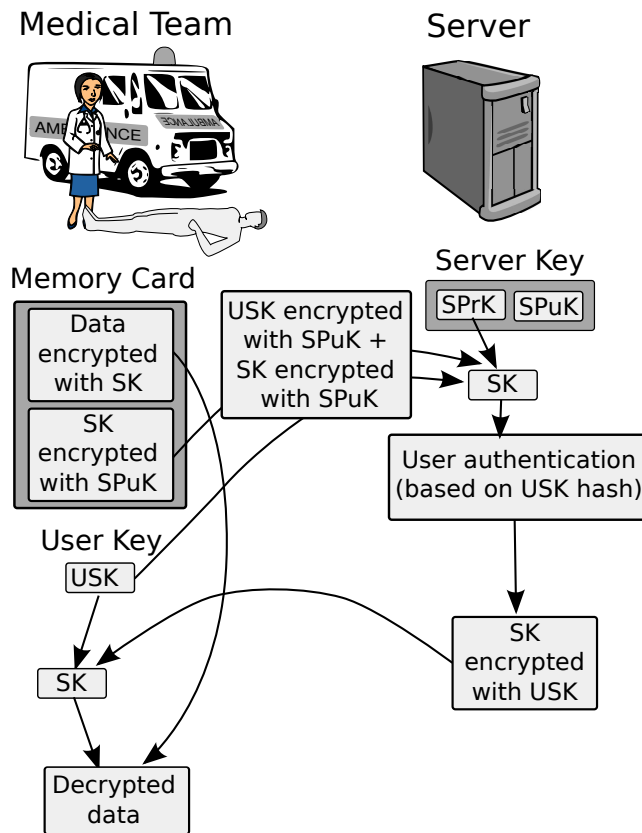 Medical Team
Server
AMBULANCE
Memory Card
Data
encrypted
with SK
SK
encrypted
with SPuK
USK encrypted
with SPuK +
SK encrypted
with SPuK
Server Key
SPrK
SPuK
SK
User authentication
(based on USK hash)
User Key
USK
SK
SK
encrypted
with USK
Decrypted
data